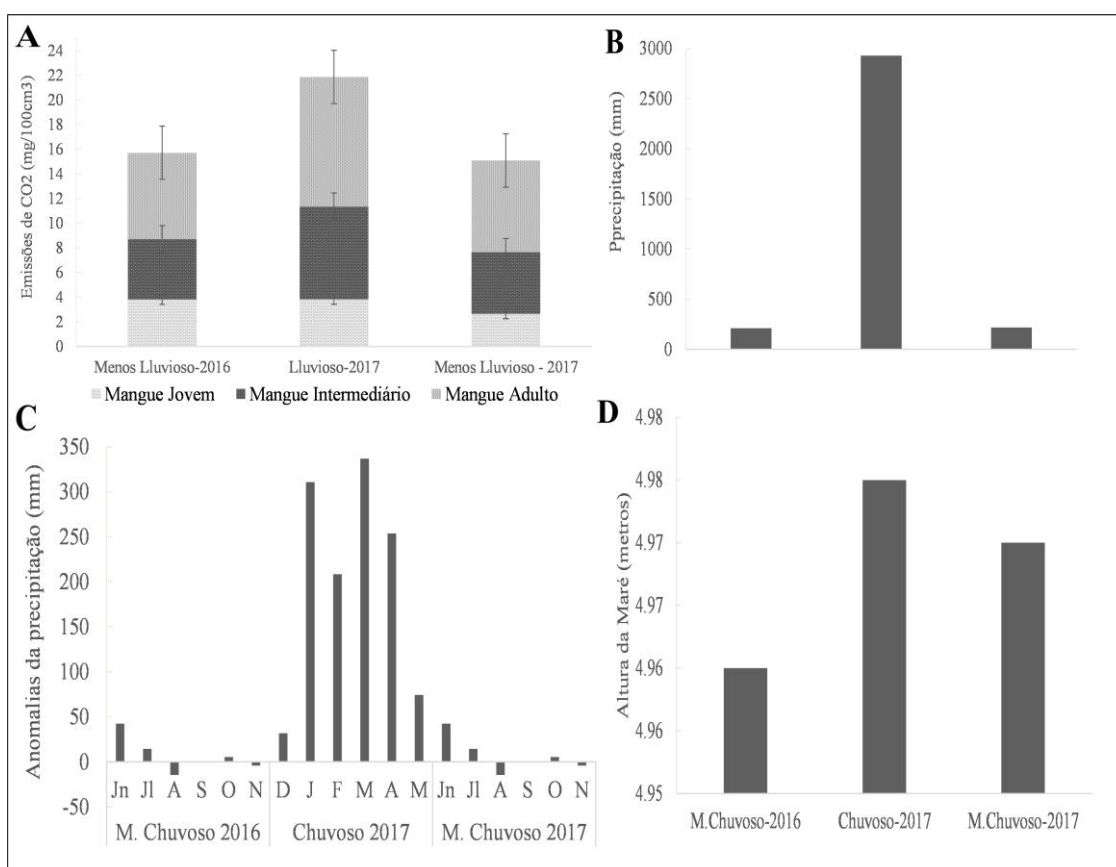 A
Emissões de CO2 (mg/100cm3)
24
22
20
18
16
14
12
10
8
6
4
2
0
Menos Lluvioso-2016
Lluvioso-2017
Menos Lluvioso - 2017
Mangue Jovem
Mangue Intermediário
Mangue Adulto
B
Pprecipitação (mm)
3000
2500
2000
1500
1000
500
0
C
Anomalias da precipitação (mm)
350
300
250
200
150
100
50
0
-50
Jn Jl A S O N D J F M A M Jn Jl A S O N
M. Chuvoso 2016
Chuvoso 2017
M. Chuvoso 2017
D
Altura da Maré (metros)
4.98
4.98
4.97
4.97
4.96
4.96
4.95
M.Chuvoso-2016
Chuvoso-2017
M.Chuvoso-2017